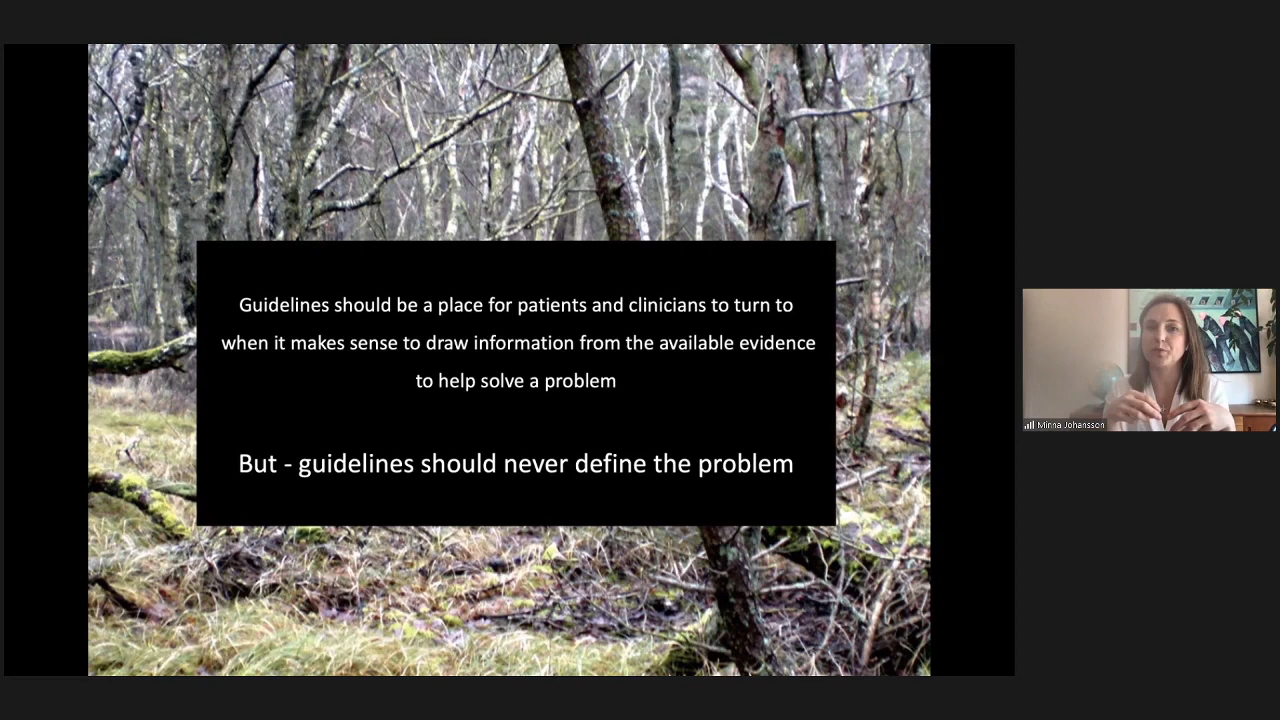 Guidelines should be a place for patients and clinicians to turn to
when it makes sense to draw information from the available evidence
to help solve a problem
But - guidelines should never define the problem
Minna Johansson